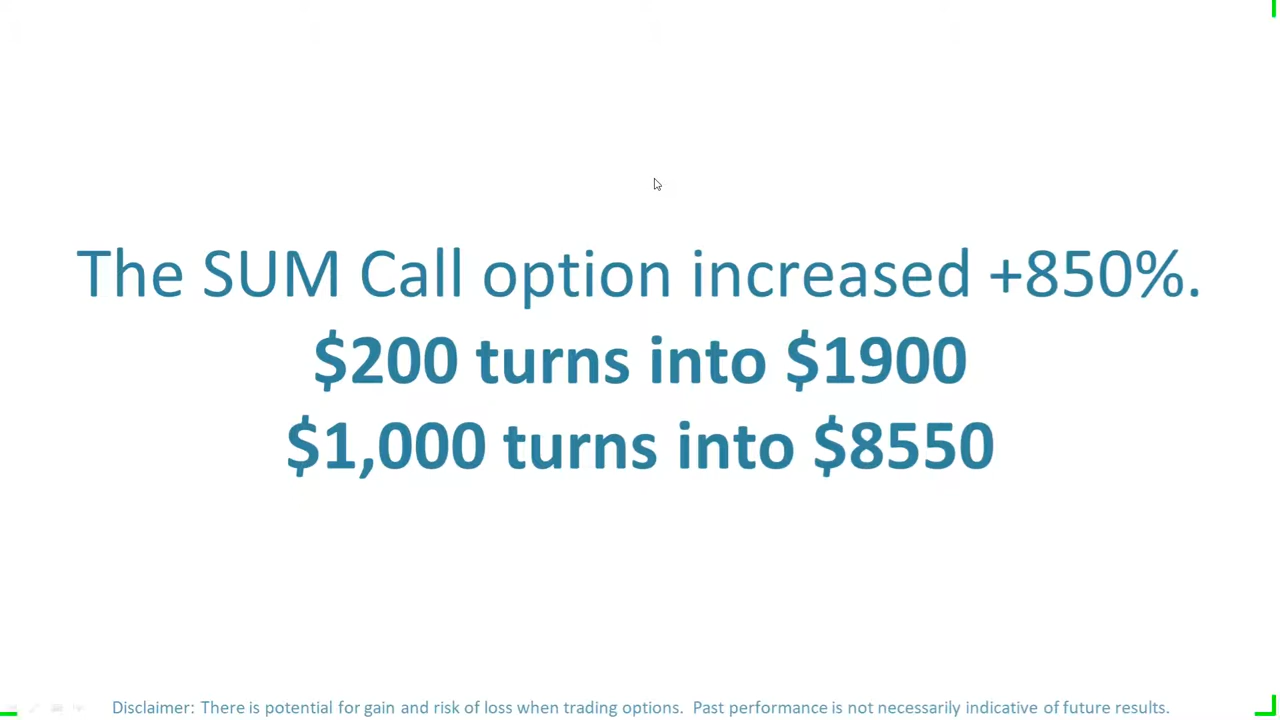 The SUM Call option increased +850%.
$200 turns into $1900
$1,000 turns into $8550
Disclaimer: There is potential for gain and risk of loss when trading options.  Past performance is not necessarily indicative of future results.